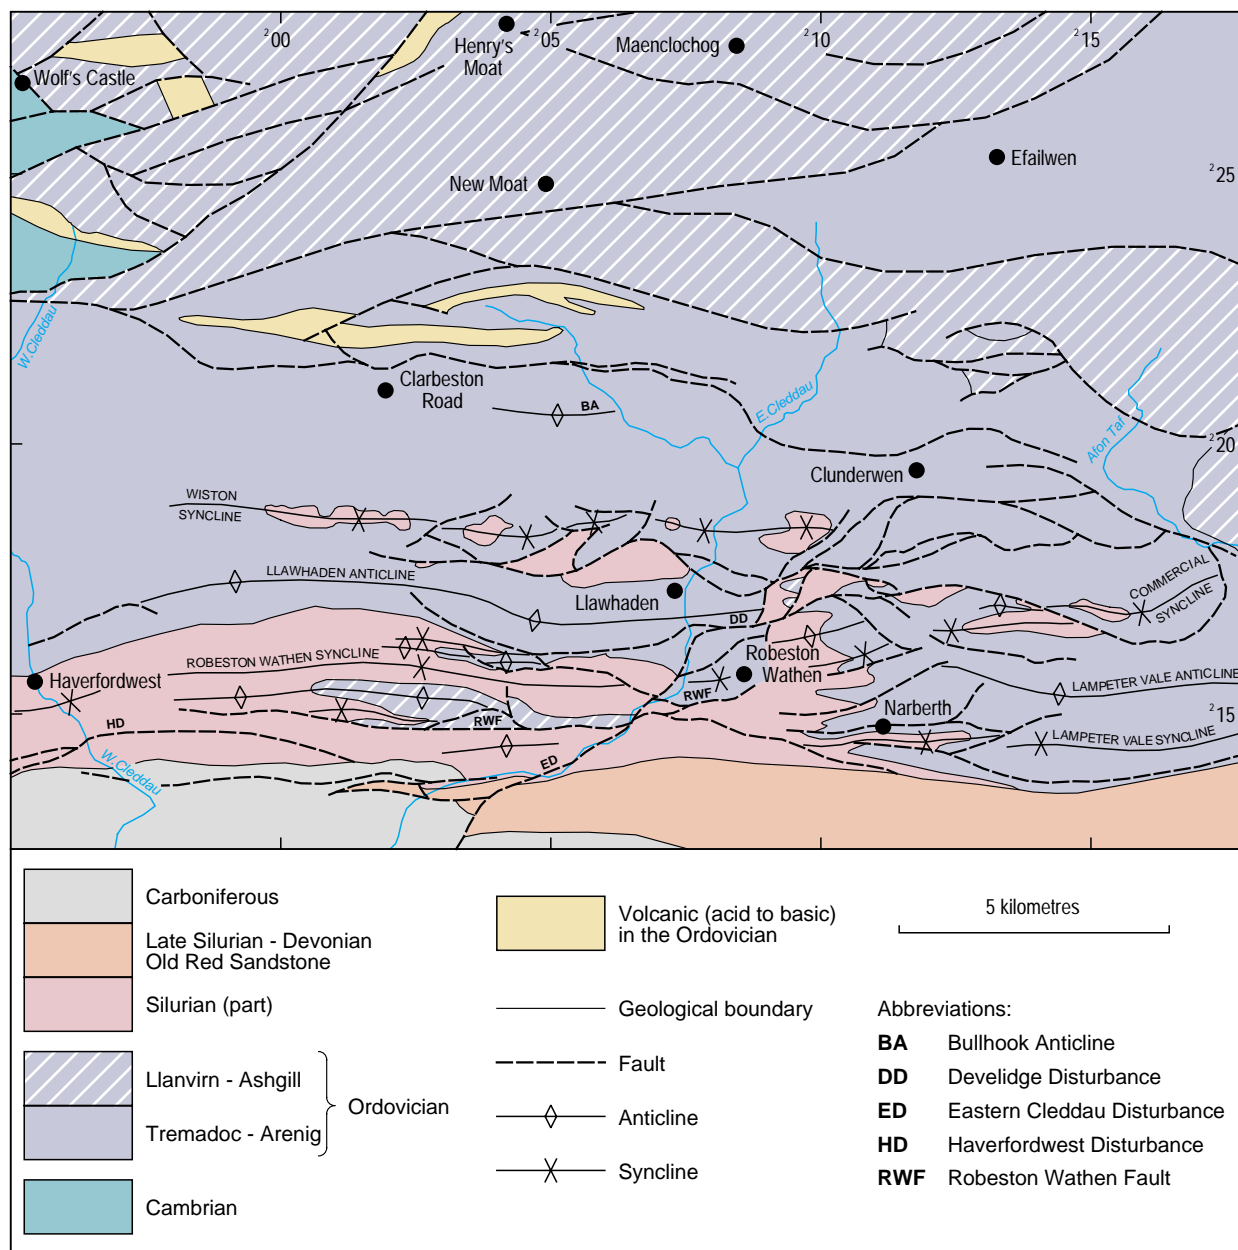 200
205
210
215
Henry's
Moat
Maenclochog
Wolf's Castle
Efailwen
225
New Moat
W.Cleddau
Clarbeston
Road
BA
E.Cleddau
Afon Taf
220
Clunderwen
WISTON
SYNCLINE
LLAWHADEN ANTICLINE
Llawhaden
DD
COMMERCIAL
SYNCLINE
ROBESTON WATHEN SYNCLINE
Robeston
Wathen
Haverfordwest
RWF
LAMPETER VALE ANTICLINE
HD
RWF
Narberth
215
LAMPETER VALE SYNCLINE
W.Cleddau
ED
Carboniferous
Late Silurian - Devonian
Old Red Sandstone
Silurian (part)
Llanvirn - Ashgill
Tremadoc - Arenig
Ordovician
Cambrian
Volcanic (acid to basic)
in the Ordovician
Geological boundary
Fault
Anticline
Syncline
5 kilometres
Abbreviations:
BA Bullhook Anticline
DD Develidge Disturbance
ED Eastern Cleddau Disturbance
HD Haverfordwest Disturbance
RWF Robeston Wathen Fault